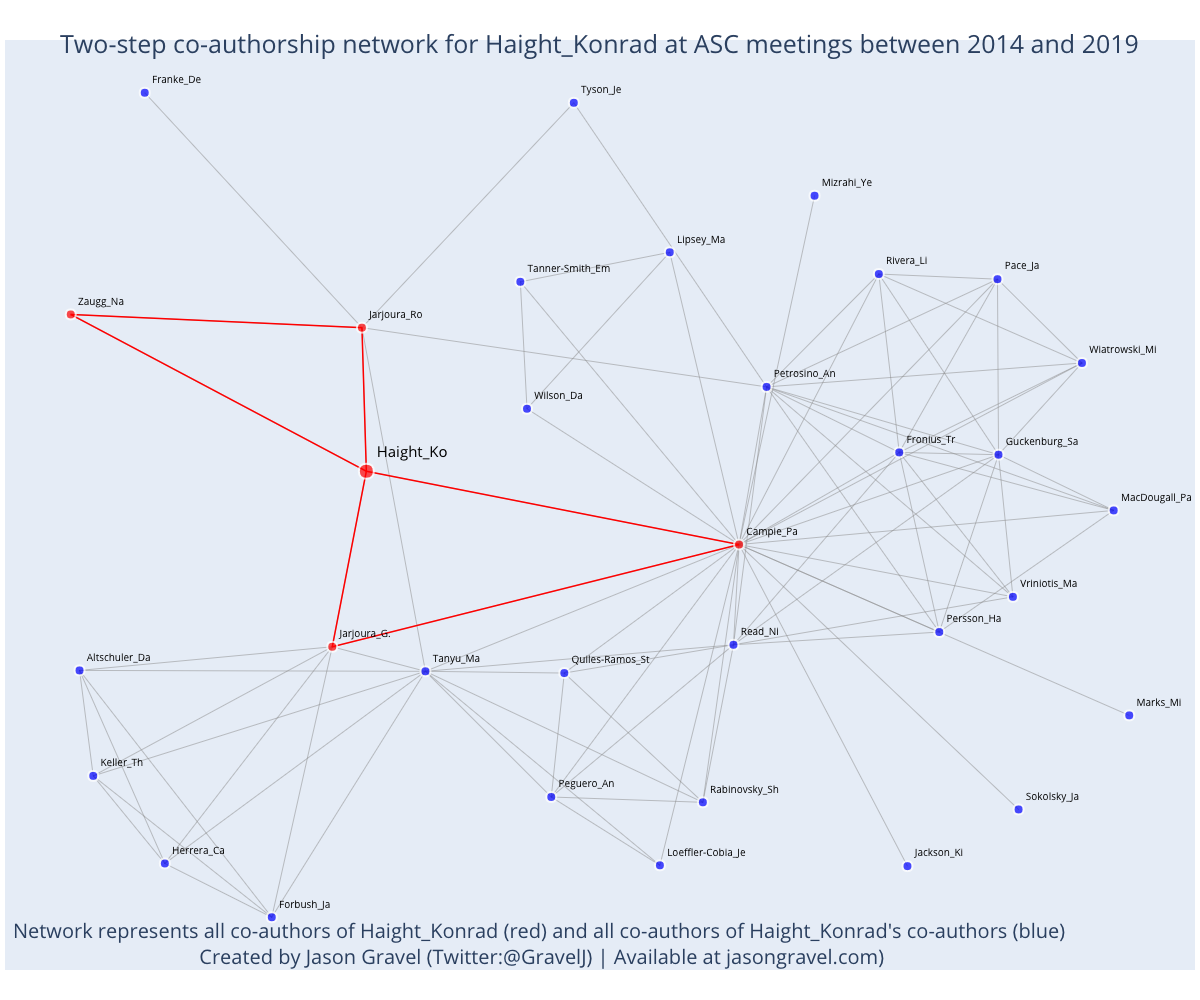 Two-step co-authorship network for Haight_Konrad at ASC meetings between 2014 and 2019
Franke_De
Tyson_Je
Mizrahi_Ye
Lipsey_Ma
Rivera_Li
Pace_Ja
Tanner-Smith_Em
Zaugg_Na
Jarjoura_Ro
Wiatrowski_Mi
Petrosino_An
Wilson_Da
Fronius_Tr
Guckenburg_Sa
Haight_Ko
MacDougall_Pa
Campie_Pa
Vriniotis_Ma
Persson_Ha
Jarjoura_G.
Read_Ni
Altschuler_Da
Tanyu_Ma
Quiles-Ramos_St
Marks_Mi
Keller_Th
Peguero_An
Rabinovsky_Sh
Sokolsky_Ja
Herrera_Ca
Loeffler-Cobia_Je
Jackson_Ki
Forbush_Ja
Network represents all co-authors of Haight_Konrad (red) and all co-authors of Haight_Konrad's co-authors (blue)
Created by Jason Gravel (Twitter:@GravelJ) | Available at jasongravel.com)